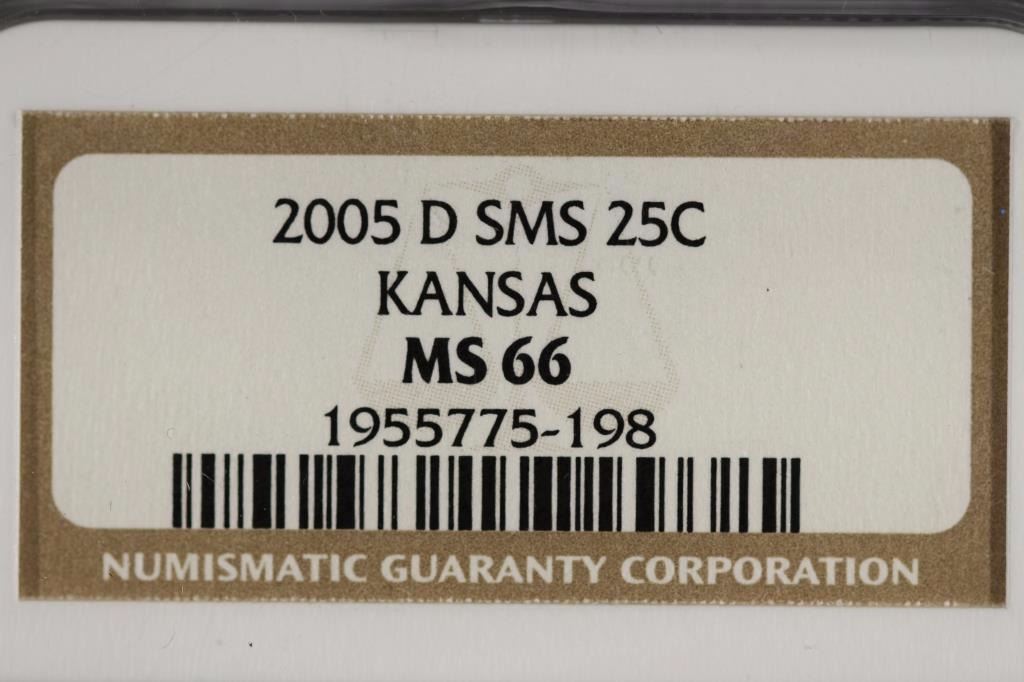 2005 D SMS 25C
KANSAS
MS 66
1955775-198
NUMISMATIC GUARANTY CORPORATION